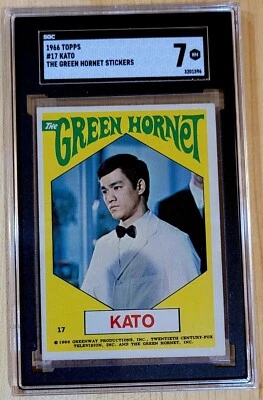 SGC
1966 TOPPS
#17 KATO
THE GREEN HORNET STICKERS
7 NM
3201596
The
GREEN HORNET
17
KATO
© 1966 GREENWAY PRODUCTIONS, INC., TWENTIETH CENTURY-FOX
TELEVISION, INC. AND THE GREEN HORNET, INC.